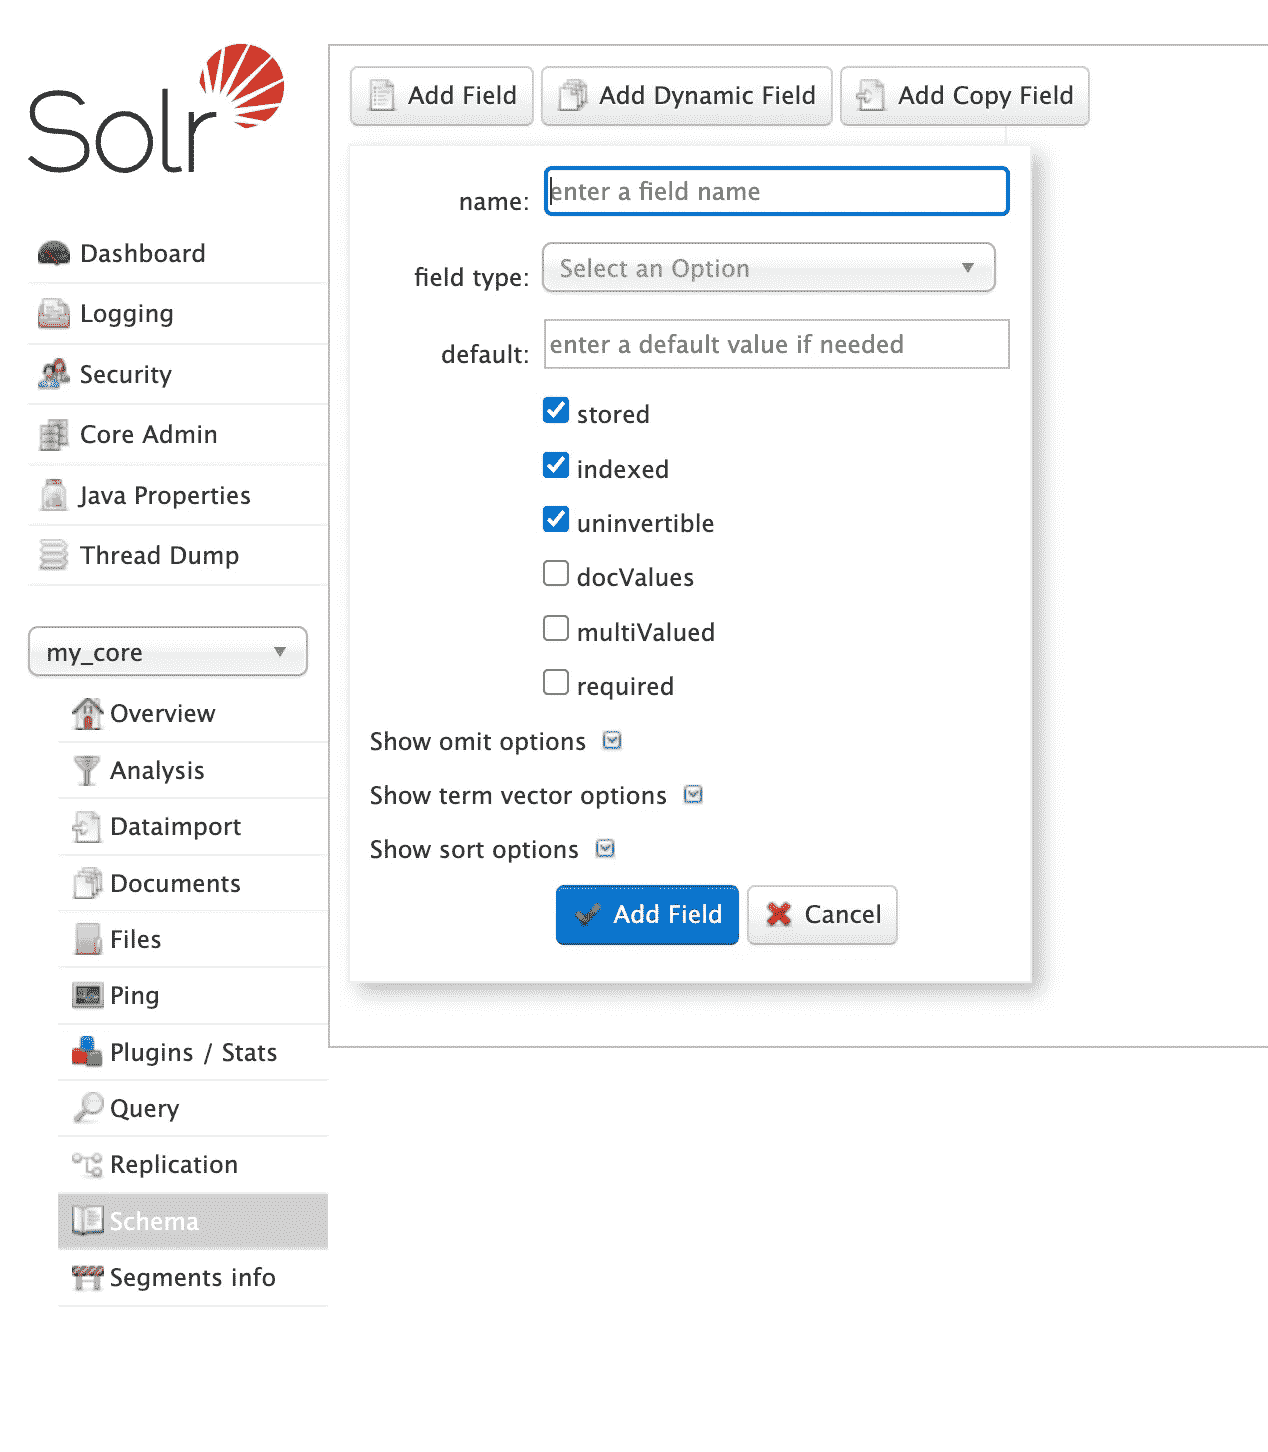 Solr
Dashboard
Logging
Security
Core Admin
Java Properties
Thread Dump
my_core
Overview
Analysis
Dataimport
Documents
Files
Ping
Plugins / Stats
Query
Replication
Schema
Segments info
Add Field Add Dynamic Field Add Copy Field
name: enter a field name
field type: Select an Option
default: enter a default value if needed
stored
indexed
uninvertible
docValues
multiValued
required
Show omit options
Show term vector options
Show sort options
Add Field Cancel